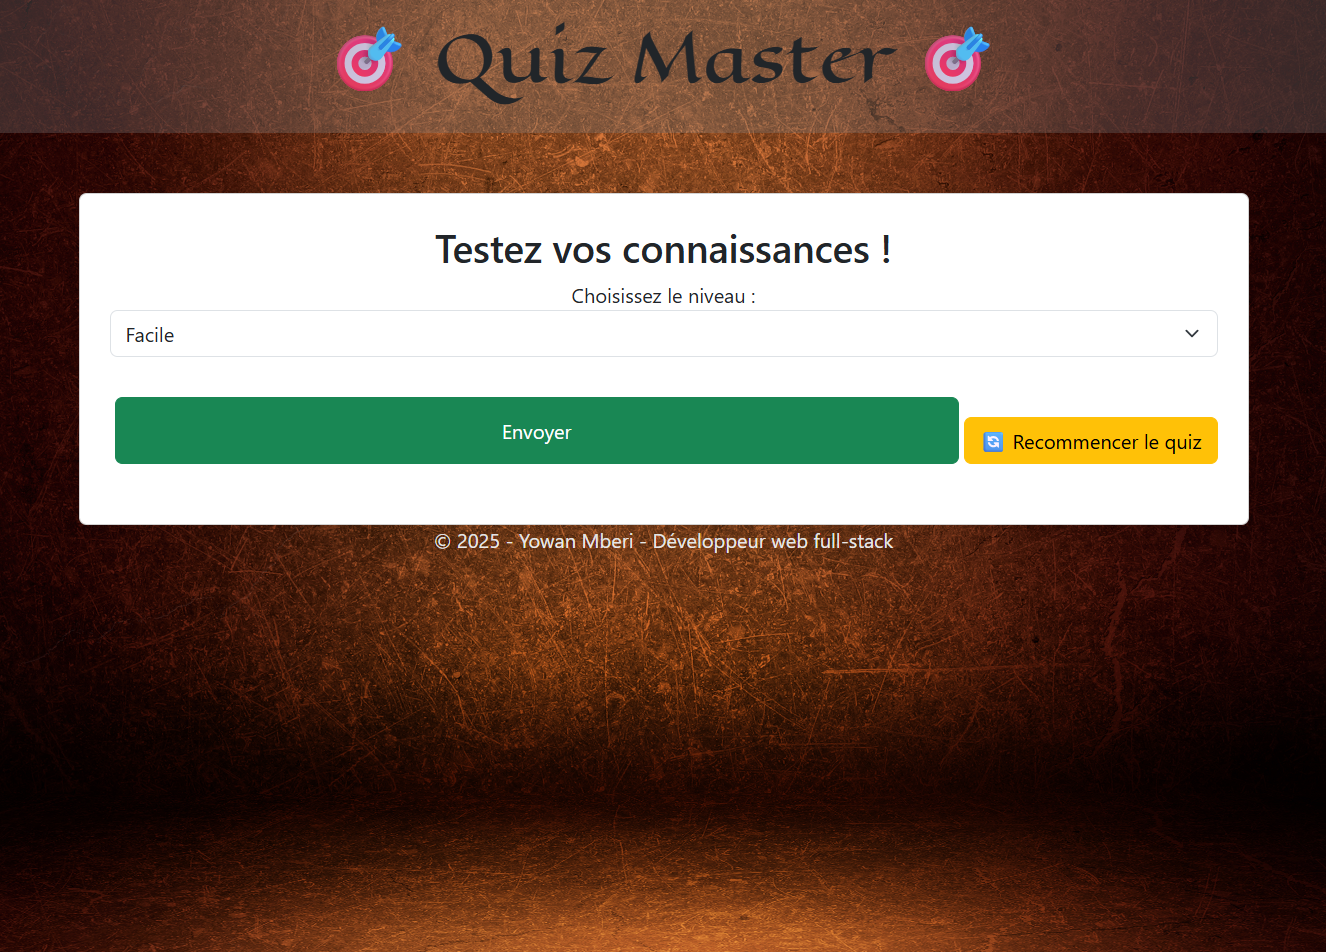 Quiz Master
Testez vos connaissances !
Choisissez le niveau :
Facile
Envoyer
Recommencer le quiz
© 2025 - Yowan Mberi - Développeur web full-stack